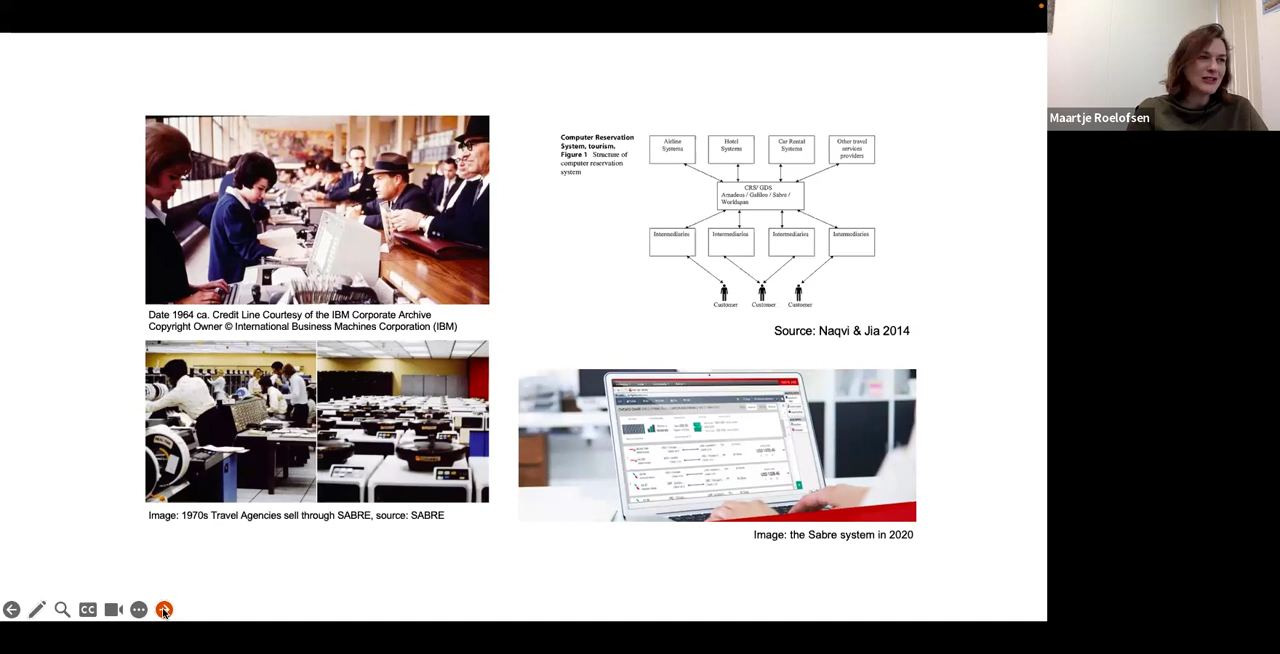 Maartje Roelofsen
Date 1964 ca. Credit Line Courtesy of the IBM Corporate Archive
Copyright Owner © International Business Machines Corporation (IBM)
Image: 1970s Travel Agencies sell through SABRE, source: SABRE
Computer Reservation
System, tourism,
Figure 1 Structure of
computer reservation
system
Airline
Systems
Hotel
Systems
Car Rental
Systems
Other travel
services
providers
CRS/ GDS
Amadeus / Galileo / Sabre /
Worldspan
Intermediaries
Intermediaries
Intermediaries
Intermediaries
Customer
Customer
Customer
Source: Naqvi & Jia 2014
Image: the Sabre system in 2020
CC